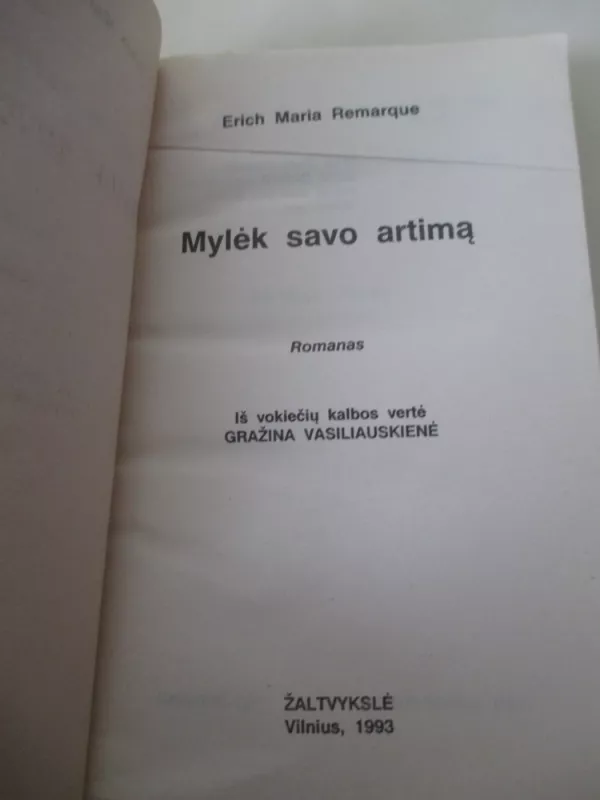 Erich Maria Remarque
Mylėk savo artimą
Romanas
Iš vokiečių kalbos vertė
GRAŽINA VASILIAUSKIENĖ
ŽALTVYKSLĖ
Vilnius, 1993